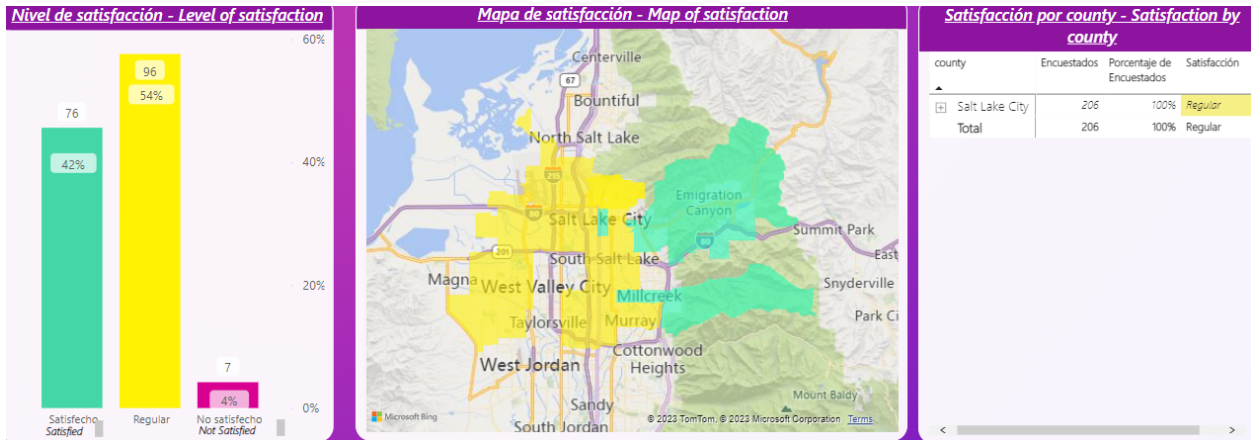 Nivel de satisfacción - Level of satisfaction
60%
96
54%
76
42%
40%
20%
7
4%
0%
Satisfecho
Satisfied
Regular
No satisfecho
Not Satisfied
Mapa de satisfacción - Map of satisfaction
Centerville
67
Bountiful
North Salt Lake
215
Emigration
Canyon
80
Salt Lake City
80
Summit Park
201
South Salt Lake
East
Magna
West Valley City
Millcreek
Snyderville
Taylorsville
Murray
Park Ci
Cottonwood
Heights
West Jordan
Mount Baldy
Sandy
Microsoft Bing
© 2023 TomTom, © 2023 Microsoft Corporation Terms
South Jordan
Satisfacción por county - Satisfaction by
county
county Encuestados Porcentaje de Encuestados Satisfacción
Salt Lake City 206 100% Regular
Total 206 100% Regular